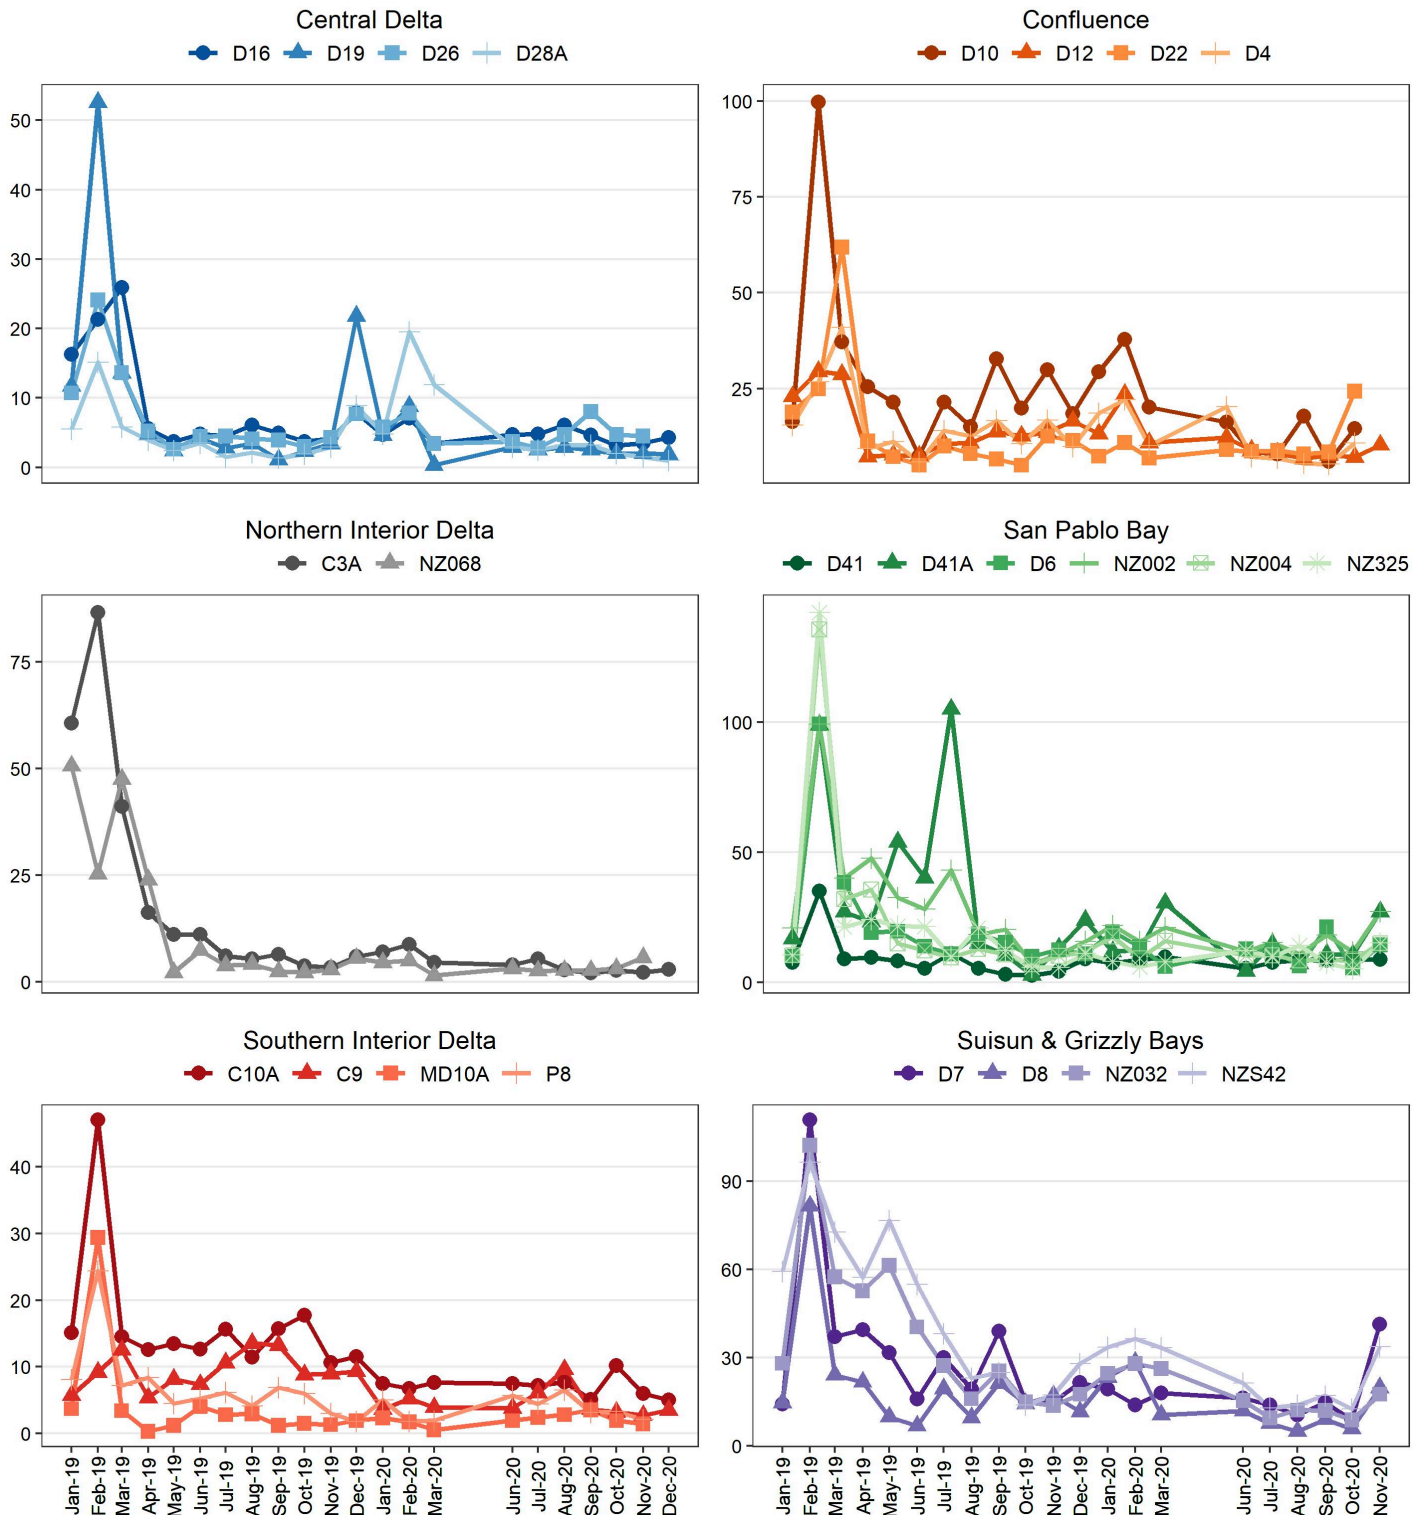 Central Delta
D16 D19 D26 D28A
50
40
30
20
10
0
Confluence
D10 D12 D22 D4
100
75
50
25
Northern Interior Delta
C3A NZ068
75
50
25
0
San Pablo Bay
D41 D41A D6 NZ002 NZ004 NZ325
100
50
0
Southern Interior Delta
C10A C9 MD10A P8
40
30
20
10
0
Jan-19
Feb-19
Mar-19
Apr-19
May-19
Jun-19
Jul-19
Aug-19
Sep-19
Oct-19
Nov-19
Dec-19
Jan-20
Feb-20
Mar-20
Jun-20
Jul-20
Aug-20
Sep-20
Oct-20
Nov-20
Dec-20
Suisun & Grizzly Bays
D7 D8 NZ032 NZS42
90
60
30
0
Jan-19
Feb-19
Mar-19
Apr-19
May-19
Jun-19
Jul-19
Aug-19
Sep-19
Oct-19
Nov-19
Dec-19
Jan-20
Feb-20
Mar-20
Jun-20
Jul-20
Aug-20
Sep-20
Oct-20
Nov-20